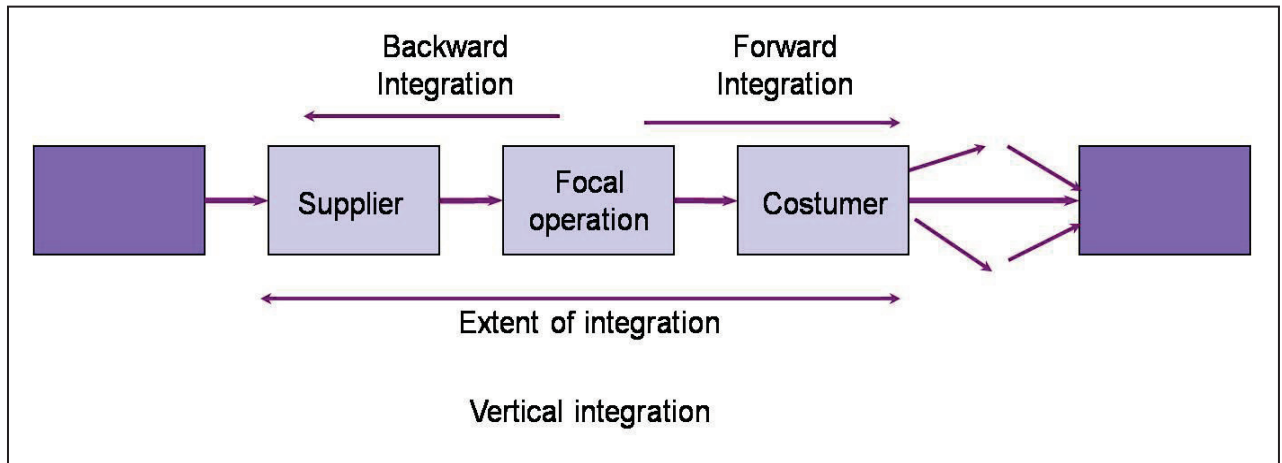 Backward
Integration
Forward
Integration
Supplier
Focal
operation
Costumer
Extent of integration
Vertical integration